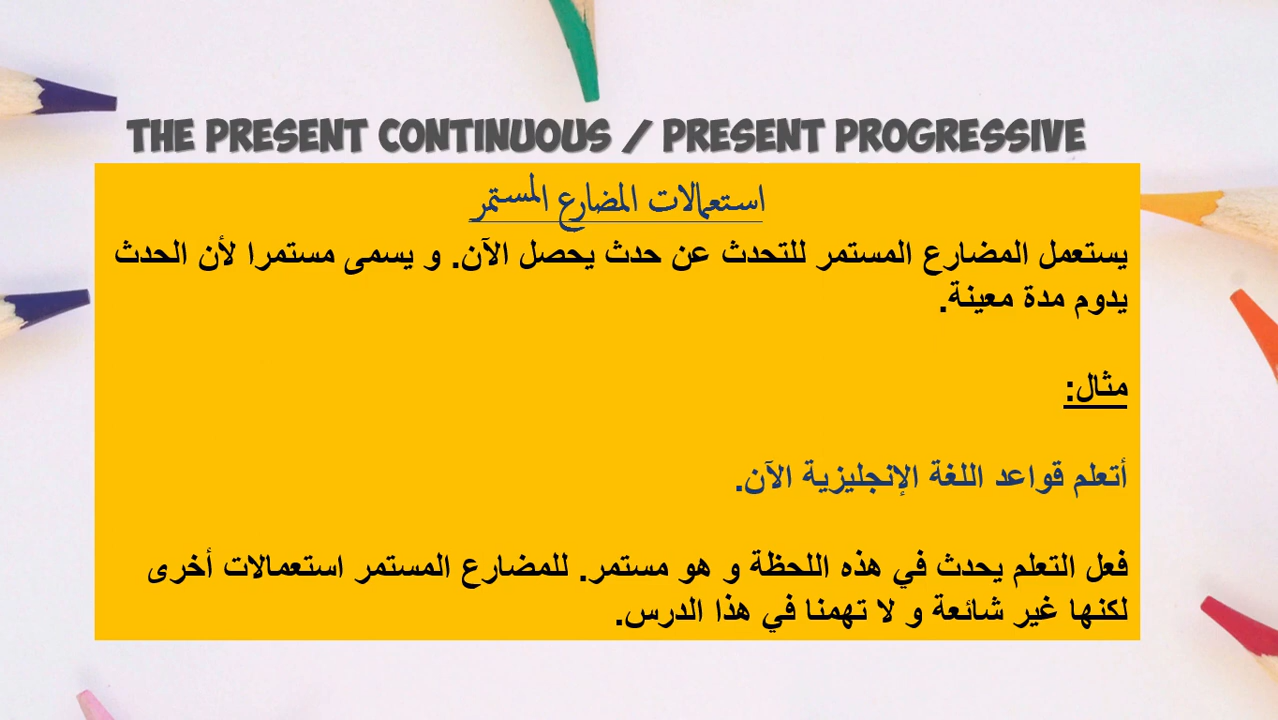 THE PRESENT CONTINUOUS / PRESENT PROGRESSIVE
استعمالات المضارع المستمر
يستعمل المضارع المستمر للتحدث عن حدث يحصل الآن. و يسمى مستمرا لأن الحدث
يدوم مدة معينة.
مثال:
أتعلم قواعد اللغة الإنجليزية الآن.
فعل التعلم يحدث في هذه اللحظة و هو مستمر. للمضارع المستمر استعمالات أخرى
لكنها غير شائعة و لا تهمنا في هذا الدرس.